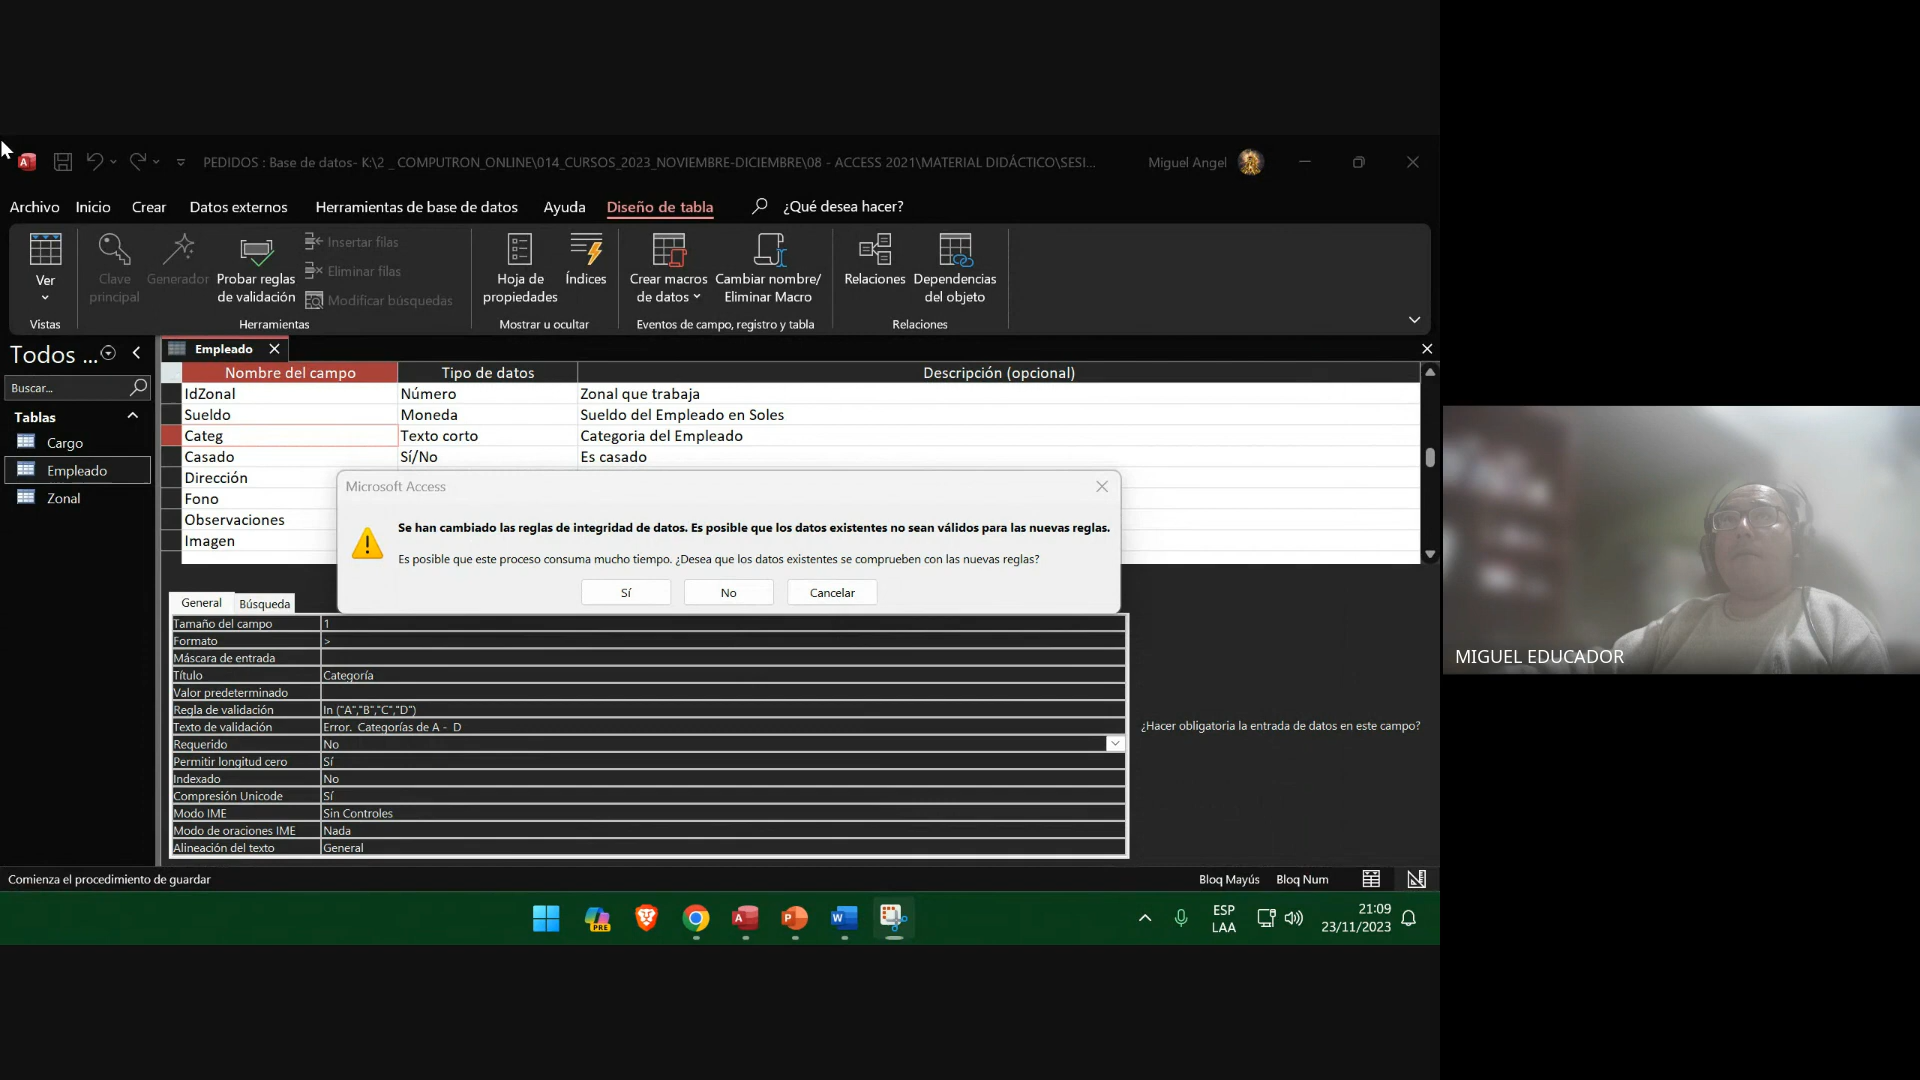 PEDIDOS : Base de datos- K:\2 _ COMPUTRON_ONLINE\014_CURSOS_2023_NOVIEMBRE-DICIEMBRE\08 - ACCESS 2021\MATERIAL DIDÁCTICO\SESI...
Miguel Angel
Archivo Inicio Crear Datos externos Herramientas de base de datos Ayuda Diseño de tabla ¿Qué desea hacer?
Ver
Vistas
Clave principal
Generador
Probar reglas de validación
Insertar filas
Eliminar filas
Modificar búsquedas
Herramientas
Hoja de propiedades
Índices
Mostrar u ocultar
Crear macros de datos
Cambiar nombre/ Eliminar Macro
Eventos de campo, registro y tabla
Relaciones
Dependencias del objeto
Relaciones
Todos ...
Buscar...
Tablas
Cargo
Empleado
Zonal
Empleado
Nombre del campo Tipo de datos Descripción (opcional)
IdZonal Número Zonal que trabaja
Sueldo Moneda Sueldo del Empleado en Soles
Categ Texto corto Categoria del Empleado
Casado Sí/No Es casado
Dirección
Fono
Observaciones
Imagen
Microsoft Access
Se han cambiado las reglas de integridad de datos. Es posible que los datos existentes no sean válidos para las nuevas reglas.
Es posible que este proceso consuma mucho tiempo. ¿Desea que los datos existentes se comprueben con las nuevas reglas?
Sí No Cancelar
General Búsqueda
Tamaño del campo 1
Formato >
Máscara de entrada
Título Categoría
Valor predeterminado
Regla de validación In ("A","B","C","D")
Texto de validación Error. Categorías de A - D
Requerido No
Permitir longitud cero Sí
Indexado No
Compresión Unicode Sí
Modo IME Sin Controles
Modo de oraciones IME Nada
Alineación del texto General
¿Hacer obligatoria la entrada de datos en este campo?
MIGUEL EDUCADOR
Comienza el procedimiento de guardar
Bloq Mayús Bloq Num
PRE
ESP
LAA
21:09
23/11/2023